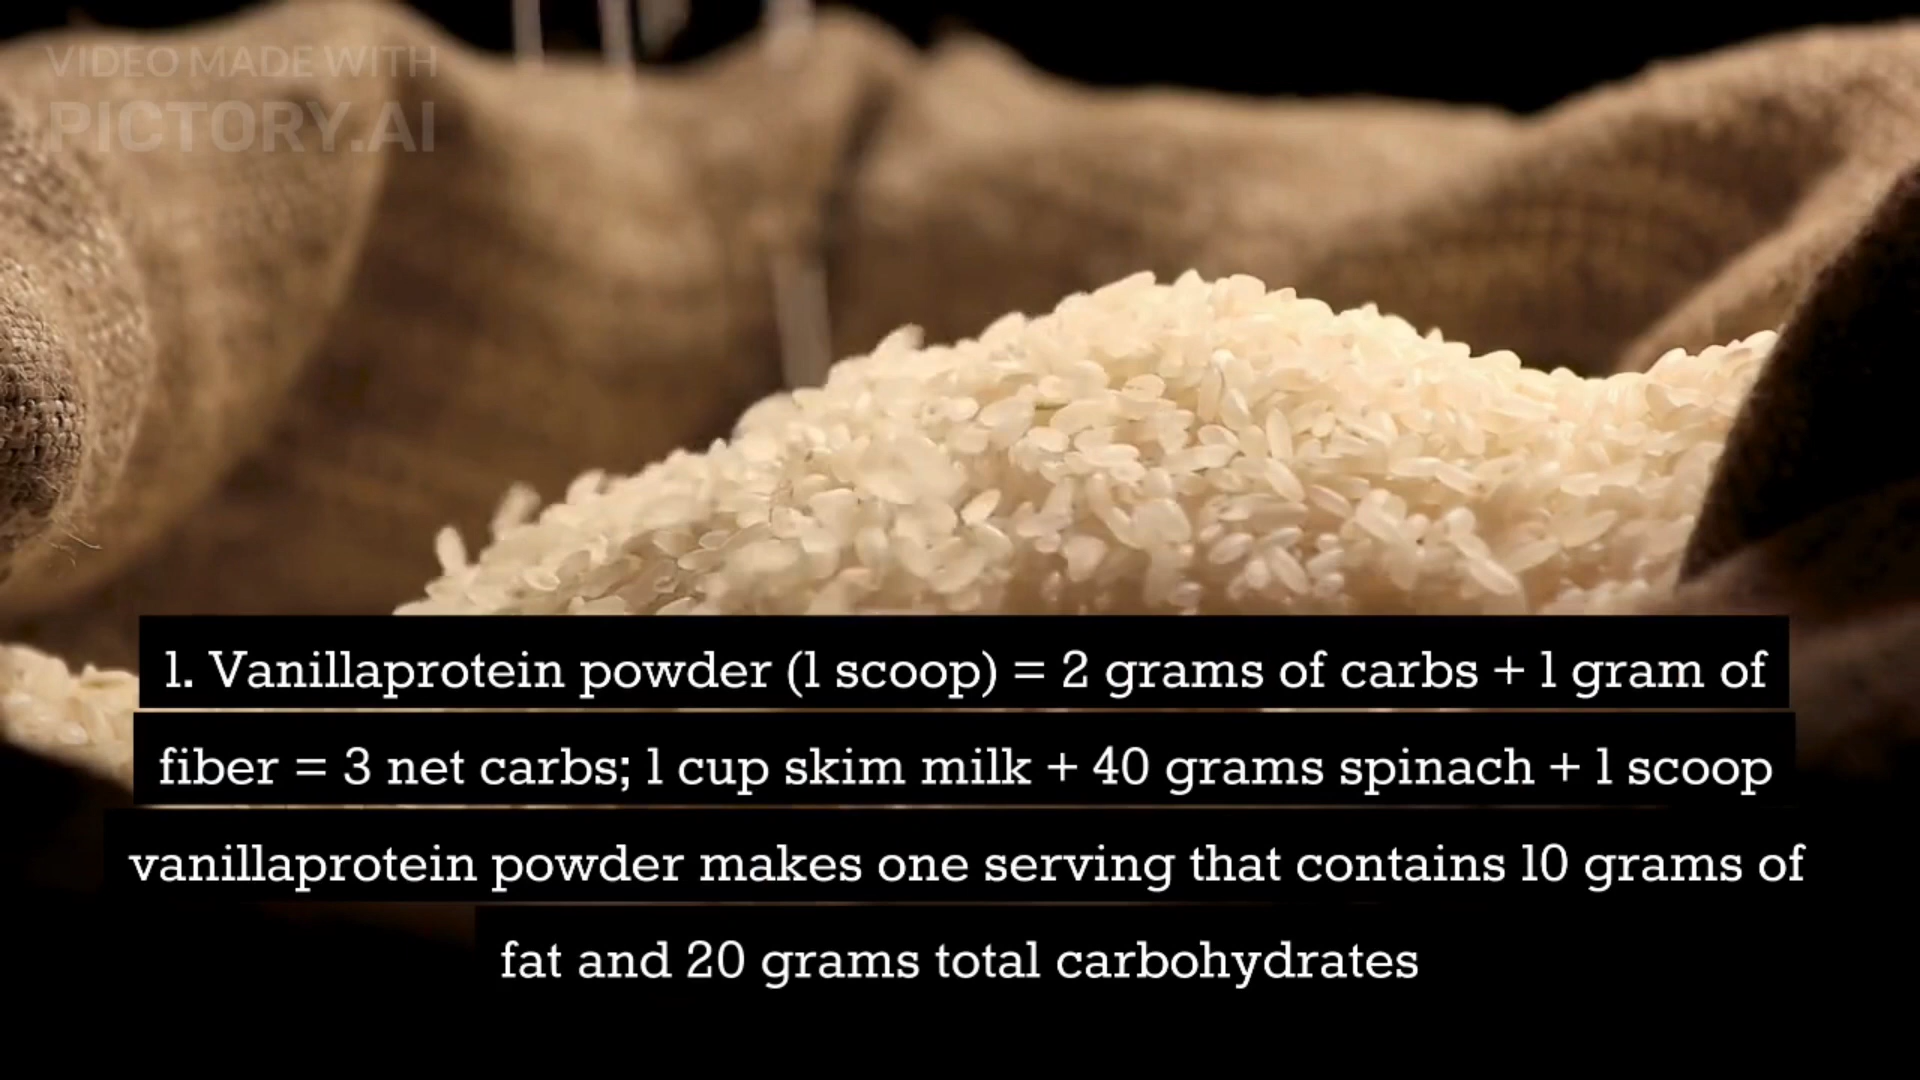 VIDEO MADE WITH
PICTORY.AI
1. Vanillaprotein powder (1 scoop) = 2 grams of carbs + 1 gram of
fiber = 3 net carbs; 1 cup skim milk + 40 grams spinach + 1 scoop
vanillaprotein powder makes one serving that contains 10 grams of
fat and 20 grams total carbohydrates